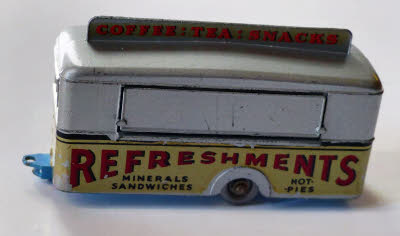 COFFEE: TEA: SNACKS
REFRESHMENTS
MINERALS HOT-
SANDWICHES -PIES